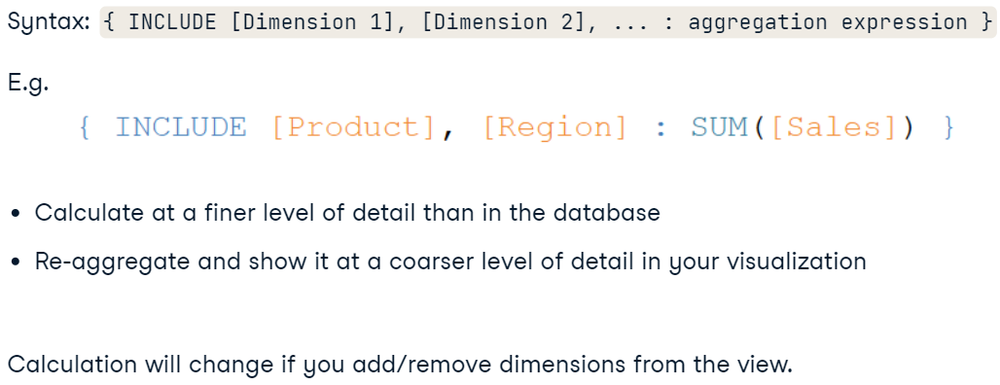 Syntax: { INCLUDE [Dimension 1], [Dimension 2], ... : aggregation expression }
E.g.
{ INCLUDE [Product], [Region] : SUM([Sales]) }
• Calculate at a finer level of detail than in the database
• Re-aggregate and show it at a coarser level of detail in your visualization
Calculation will change if you add/remove dimensions from the view.